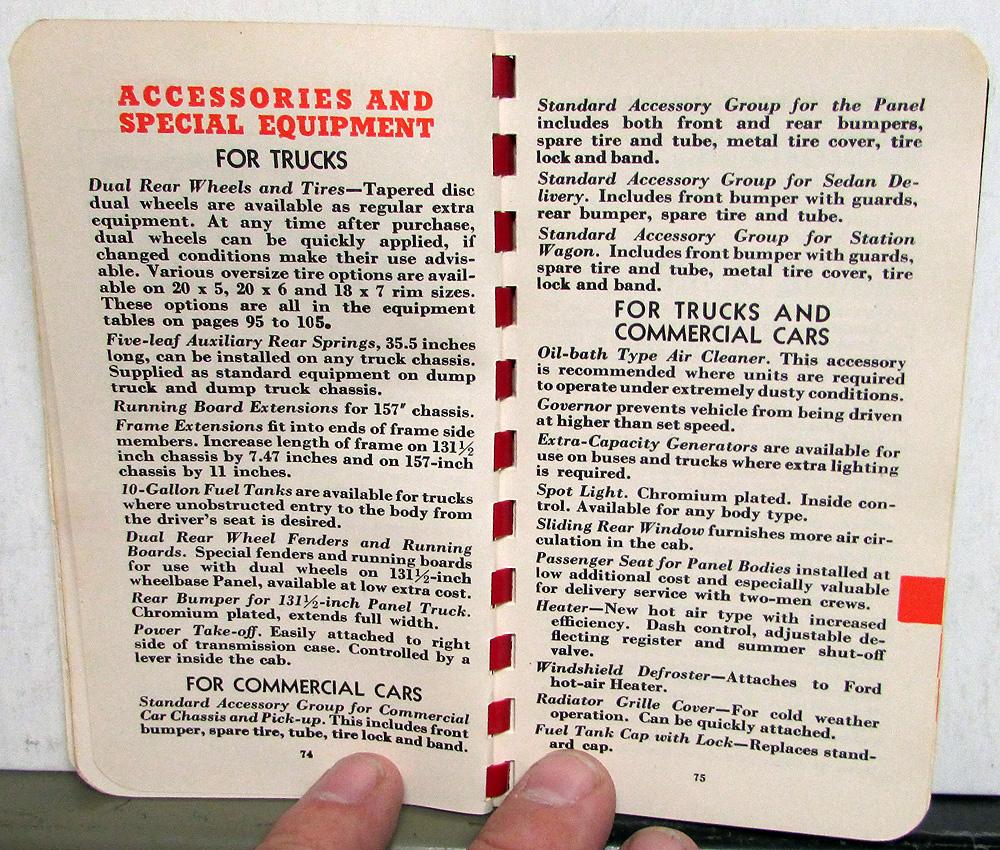 ACCESSORIES AND
SPECIAL EQUIPMENT
FOR TRUCKS
Dual Rear Wheels and Tires—Tapered disc
dual wheels are available as regular extra
equipment. At any time after purchase,
dual wheels can be quickly applied, if
changed conditions make their use advis-
able. Various oversize tire options are avail-
able on 20 x 5, 20 x 6 and 18 x 7 rim sizes.
These options are all in the equipment
tables on pages 95 to 105.
Five-leaf Auxiliary Rear Springs, 35.5 inches
long, can be installed on any truck chassis.
Supplied as standard equipment on dump
truck and dump truck chassis.
Running Board Extensions for 157″ chassis.
Frame Extensions fit into ends of frame side
members. Increase length of frame on 131½
inch chassis by 7.47 inches and on 157-inch
chassis by 11 inches.
10-Gallon Fuel Tanks are available for trucks
where unobstructed entry to the body from
the driver's seat is desired.
Dual Rear Wheel Fenders and Running
Boards. Special fenders and running boards
for use with dual wheels on 131½-inch
wheelbase Panel, available at low extra cost.
Rear Bumper for 131½-inch Panel Truck.
Chromium plated, extends full width.
Power Take-off. Easily attached to right
side of transmission case. Controlled by a
lever inside the cab.
FOR COMMERCIAL CARS
Standard Accessory Group for Commercial
Car Chassis and Pick-up. This includes front
bumper, spare tire, tube, tire lock and band.
74
Standard Accessory Group for the Panel
includes both front and rear bumpers,
spare tire and tube, metal tire cover, tire
lock and band.
Standard Accessory Group for Sedan De-
livery. Includes front bumper with guards,
rear bumper, spare tire and tube.
Standard Accessory Group for Station
Wagon. Includes front bumper with guards,
spare tire and tube, metal tire cover, tire
lock and band.
FOR TRUCKS AND
COMMERCIAL CARS
Oil-bath Type Air Cleaner. This accessory
is recommended where units are required
to operate under extremely dusty conditions.
Governor prevents vehicle from being driven
at higher than set speed.
Extra-Capacity Generators are available for
use on buses and trucks where extra lighting
is required.
Spot Light. Chromium plated. Inside con-
trol. Available for any body type.
Sliding Rear Window furnishes more air cir-
culation in the cab.
Passenger Seat for Panel Bodies installed at
low additional cost and especially valuable
for delivery service with two-men crews.
Heater—New hot air type with increased
efficiency. Dash control, adjustable de-
flecting register and summer shut-off
valve.
Windshield Defroster—Attaches to Ford
hot-air Heater.
Radiator Grille Cover—For cold weather
operation. Can be quickly attached.
Fuel Tank Cap with Lock—Replaces stand-
ard cap.
75